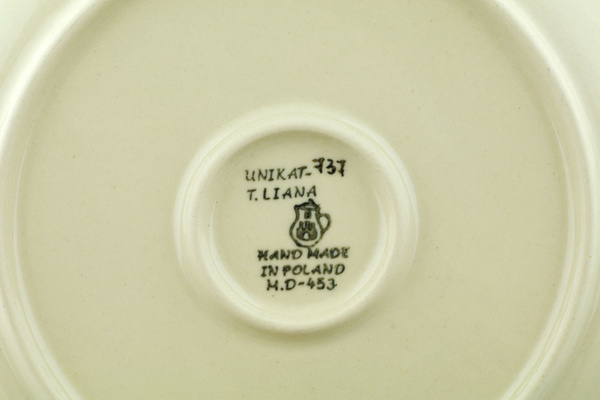 UNIKAT-737
T. LIANA
HAND MADE
IN POLAND
M.D-453